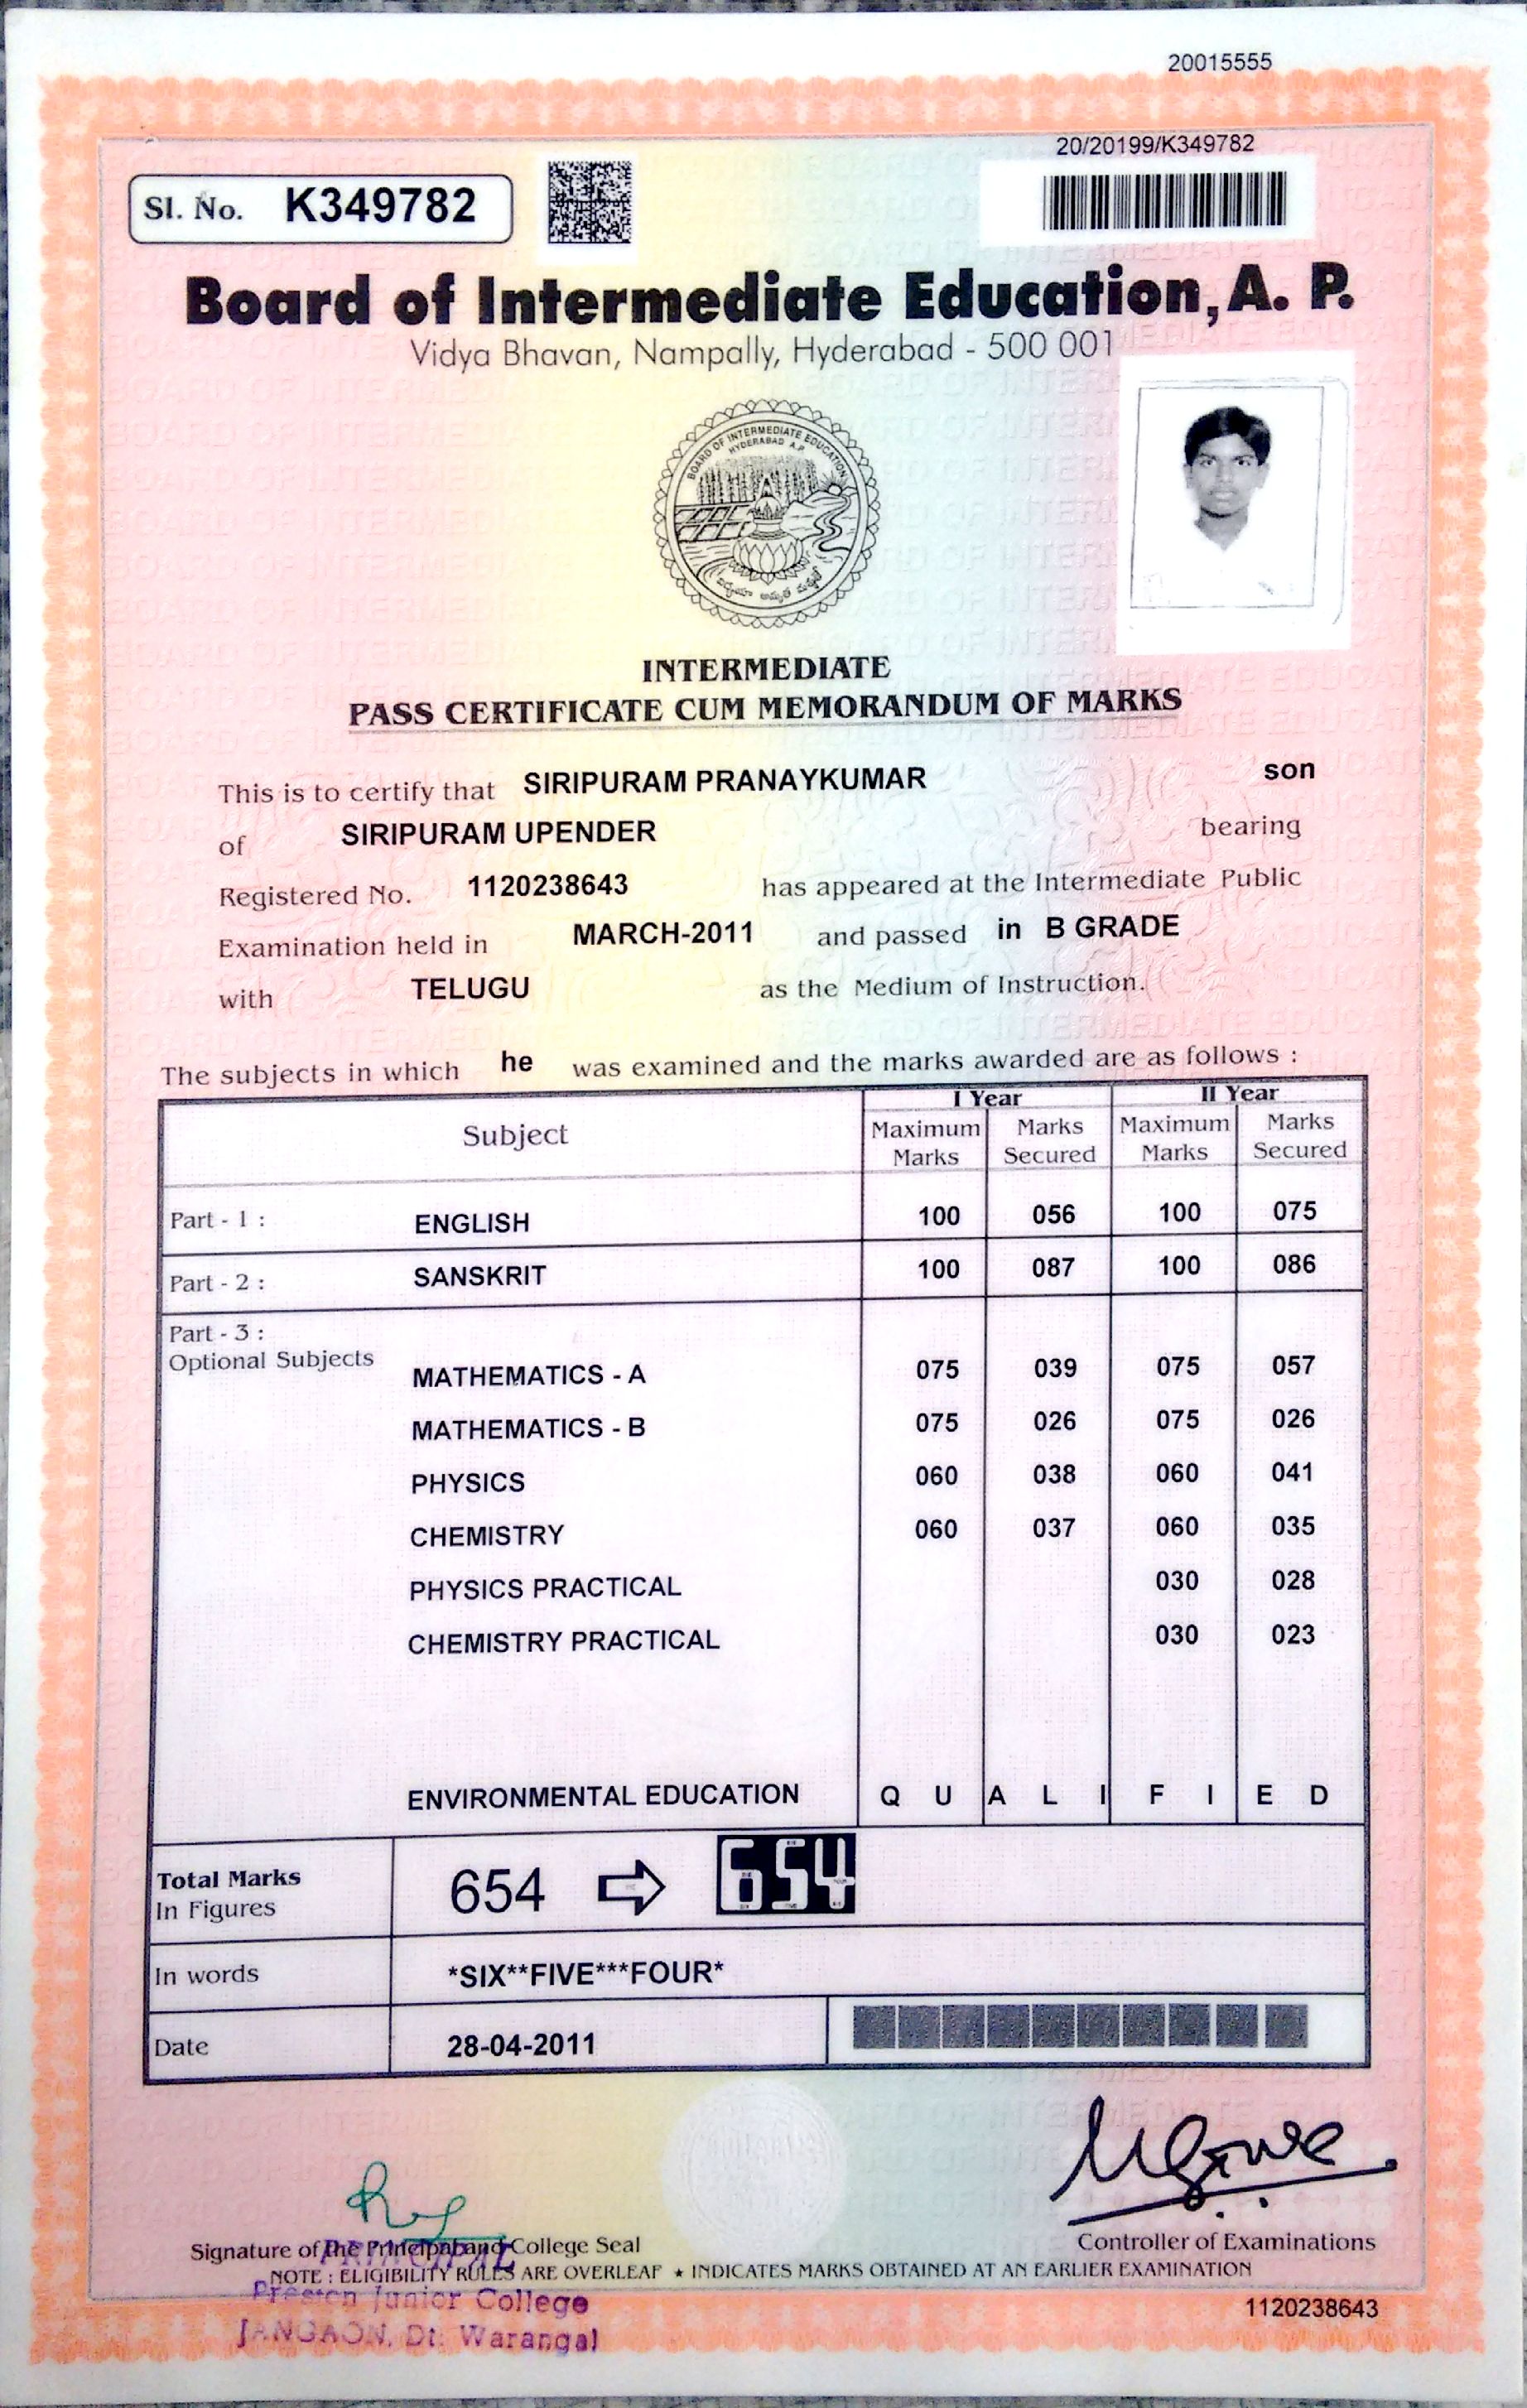 20015555
20/20199/K349782
Sl. No. K349782
Board of Intermediate Education, A. P.
Vidya Bhavan, Nampally, Hyderabad - 500 001
BOARD OF INTERMEDIATE EDUCATION
HYDERABAD A.P.
INTERMEDIATE
PASS CERTIFICATE CUM MEMORANDUM OF MARKS
This is to certify that SIRIPURAM PRANAYKUMAR son
of SIRIPURAM UPENDER bearing
Registered No. 1120238643 has appeared at the Intermediate Public
Examination held in MARCH-2011 and passed in B GRADE
with TELUGU as the Medium of Instruction.
The subjects in which he was examined and the marks awarded are as follows :
I Year II Year
Subject Maximum Marks Marks Secured Maximum Marks Marks Secured
Part - 1 : ENGLISH 100 056 100 075
Part - 2 : SANSKRIT 100 087 100 086
Part - 3 :
Optional Subjects
MATHEMATICS - A 075 039 075 057
MATHEMATICS - B 075 026 075 026
PHYSICS 060 038 060 041
CHEMISTRY 060 037 060 035
PHYSICS PRACTICAL 030 028
CHEMISTRY PRACTICAL 030 023
ENVIRONMENTAL EDUCATION Q U A L I F I E D
Total Marks
In Figures 654 654
In words *SIX**FIVE***FOUR*
Date 28-04-2011
Signature of the Principal and College Seal
Controller of Examinations
PRINCIPAL
NOTE : ELIGIBILITY RULES ARE OVERLEAF ★ INDICATES MARKS OBTAINED AT AN EARLIER EXAMINATION
Preston Junior College
JANGAON, Dt: Warangal
1120238643